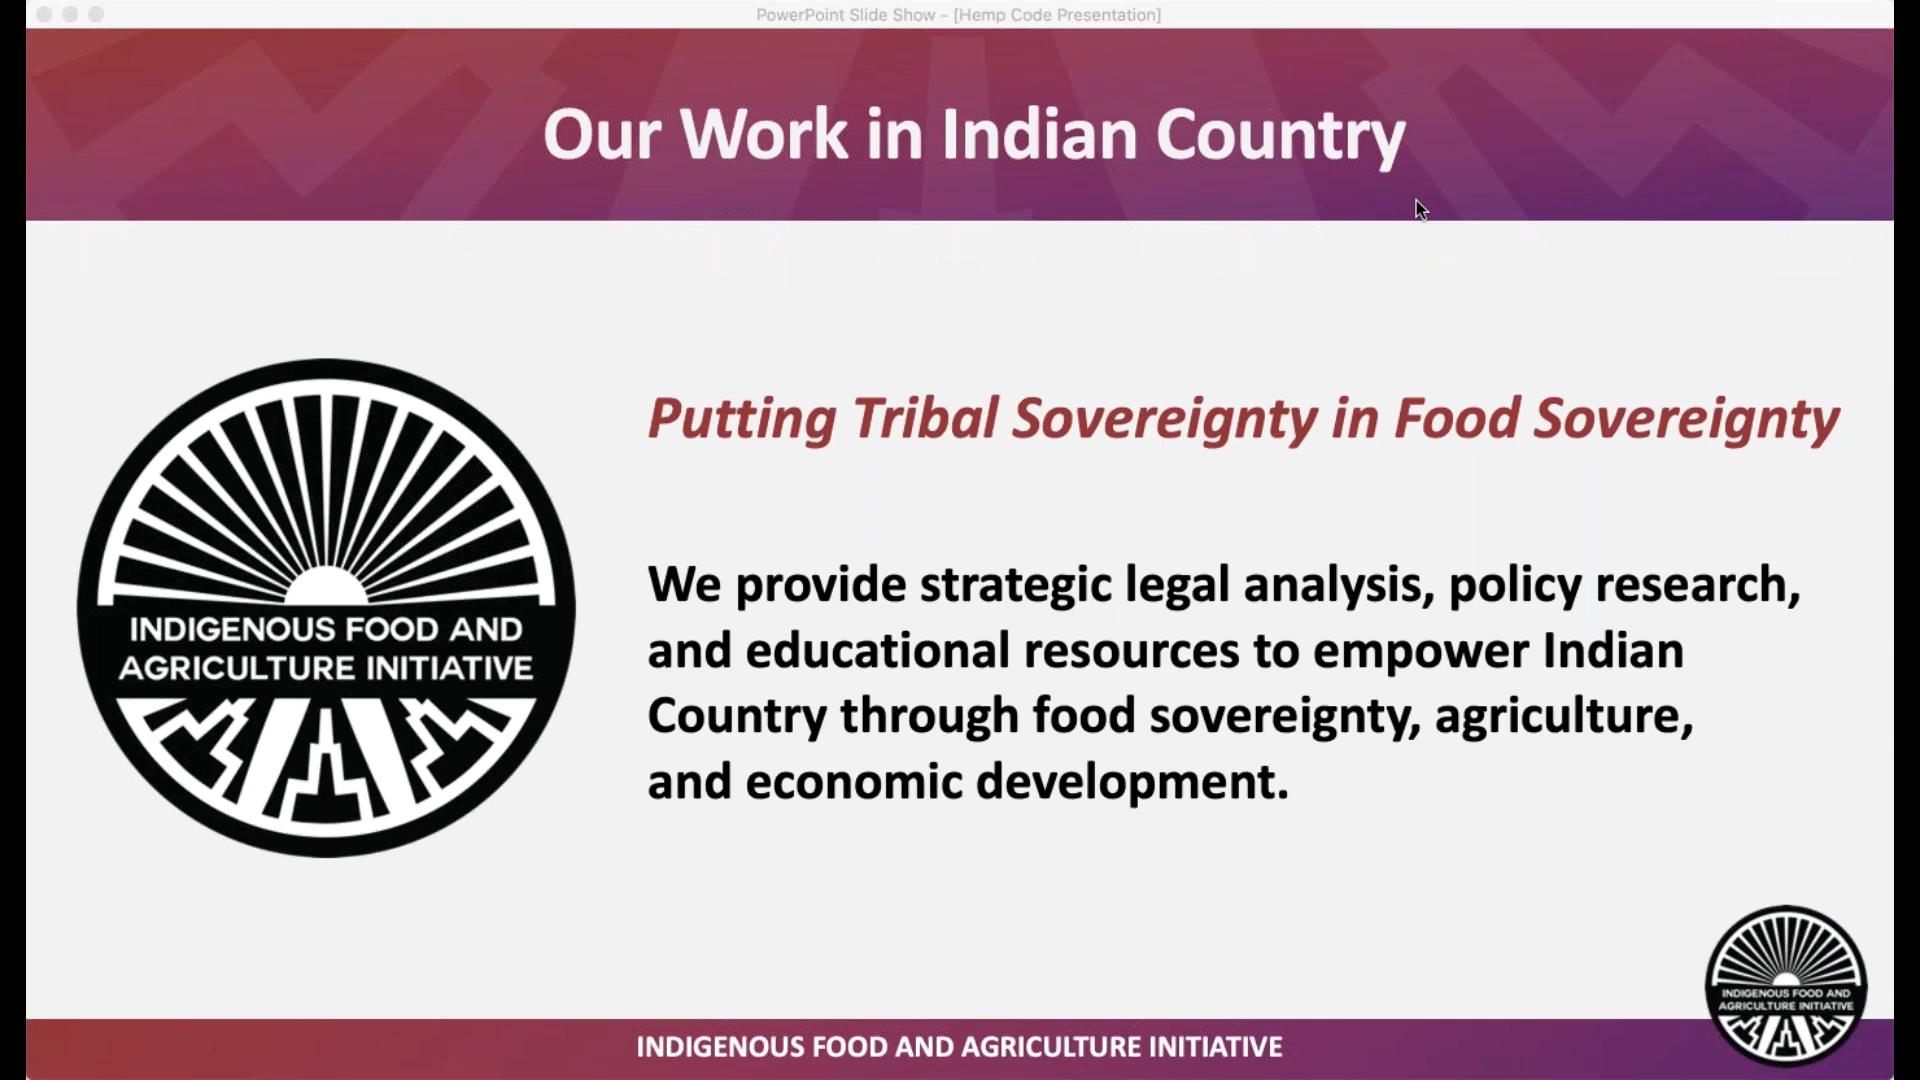 PowerPoint Slide Show - [Hemp Code Presentation]
Our Work in Indian Country
INDIGENOUS FOOD AND
AGRICULTURE INITIATIVE
Putting Tribal Sovereignty in Food Sovereignty
We provide strategic legal analysis, policy research,
and educational resources to empower Indian
Country through food sovereignty, agriculture,
and economic development.
INDIGENOUS FOOD AND
AGRICULTURE INITIATIVE
INDIGENOUS FOOD AND AGRICULTURE INITIATIVE